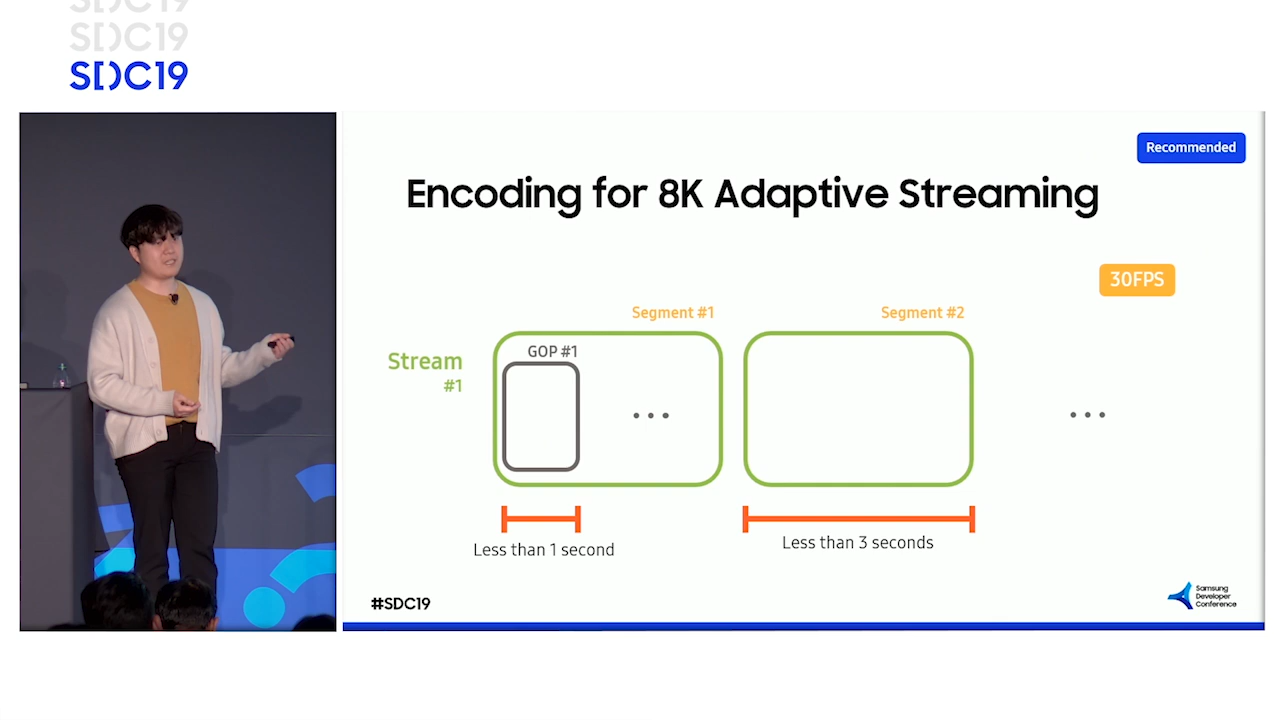 SDC19
SDC19
SDC19
Recommended
Encoding for 8K Adaptive Streaming
30FPS
Segment #1
Segment #2
GOP #1
Stream
#1
...
...
Less than 1 second
Less than 3 seconds
#SDC19
Samsung
Developer
Conference